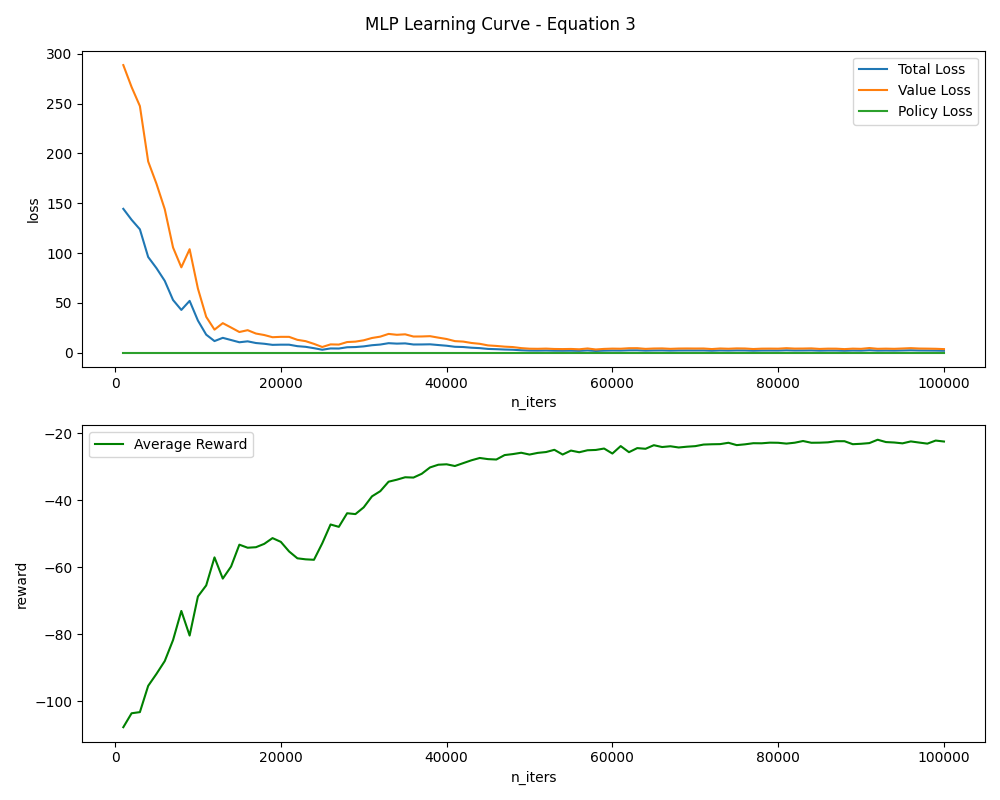 MLP Learning Curve - Equation 3
300
250
200
150
100
50
0
loss
Total Loss
Value Loss
Policy Loss
0 20000 40000 60000 80000 100000
n_iters
−20
−40
−60
−80
−100
reward
Average Reward
0 20000 40000 60000 80000 100000
n_iters